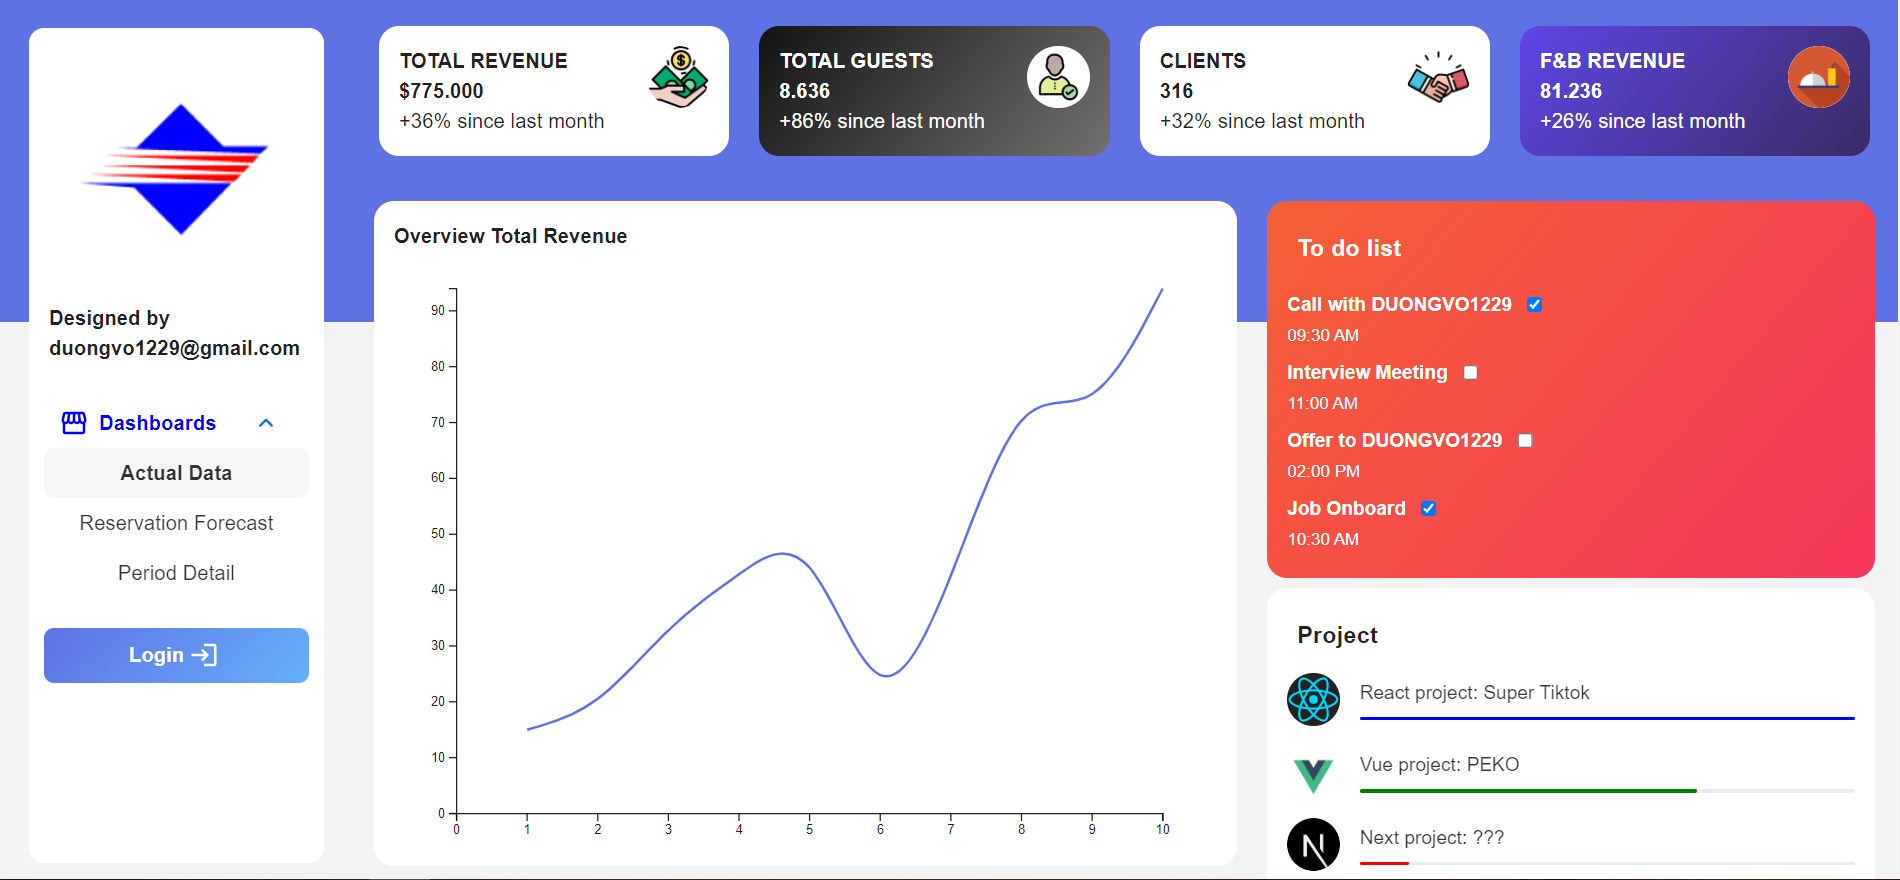 Designed by
duongvo1229@gmail.com
Dashboards
Actual Data
Reservation Forecast
Period Detail
Login
TOTAL REVENUE
$775.000
+36% since last month
TOTAL GUESTS
8.636
+86% since last month
CLIENTS
316
+32% since last month
F&B REVENUE
81.236
+26% since last month
Overview Total Revenue
90
80
70
60
50
40
30
20
10
0
0 1 2 3 4 5 6 7 8 9 10
To do list
Call with DUONGVO1229
09:30 AM
Interview Meeting
11:00 AM
Offer to DUONGVO1229
02:00 PM
Job Onboard
10:30 AM
Project
React project: Super Tiktok
Vue project: PEKO
Next project: ???